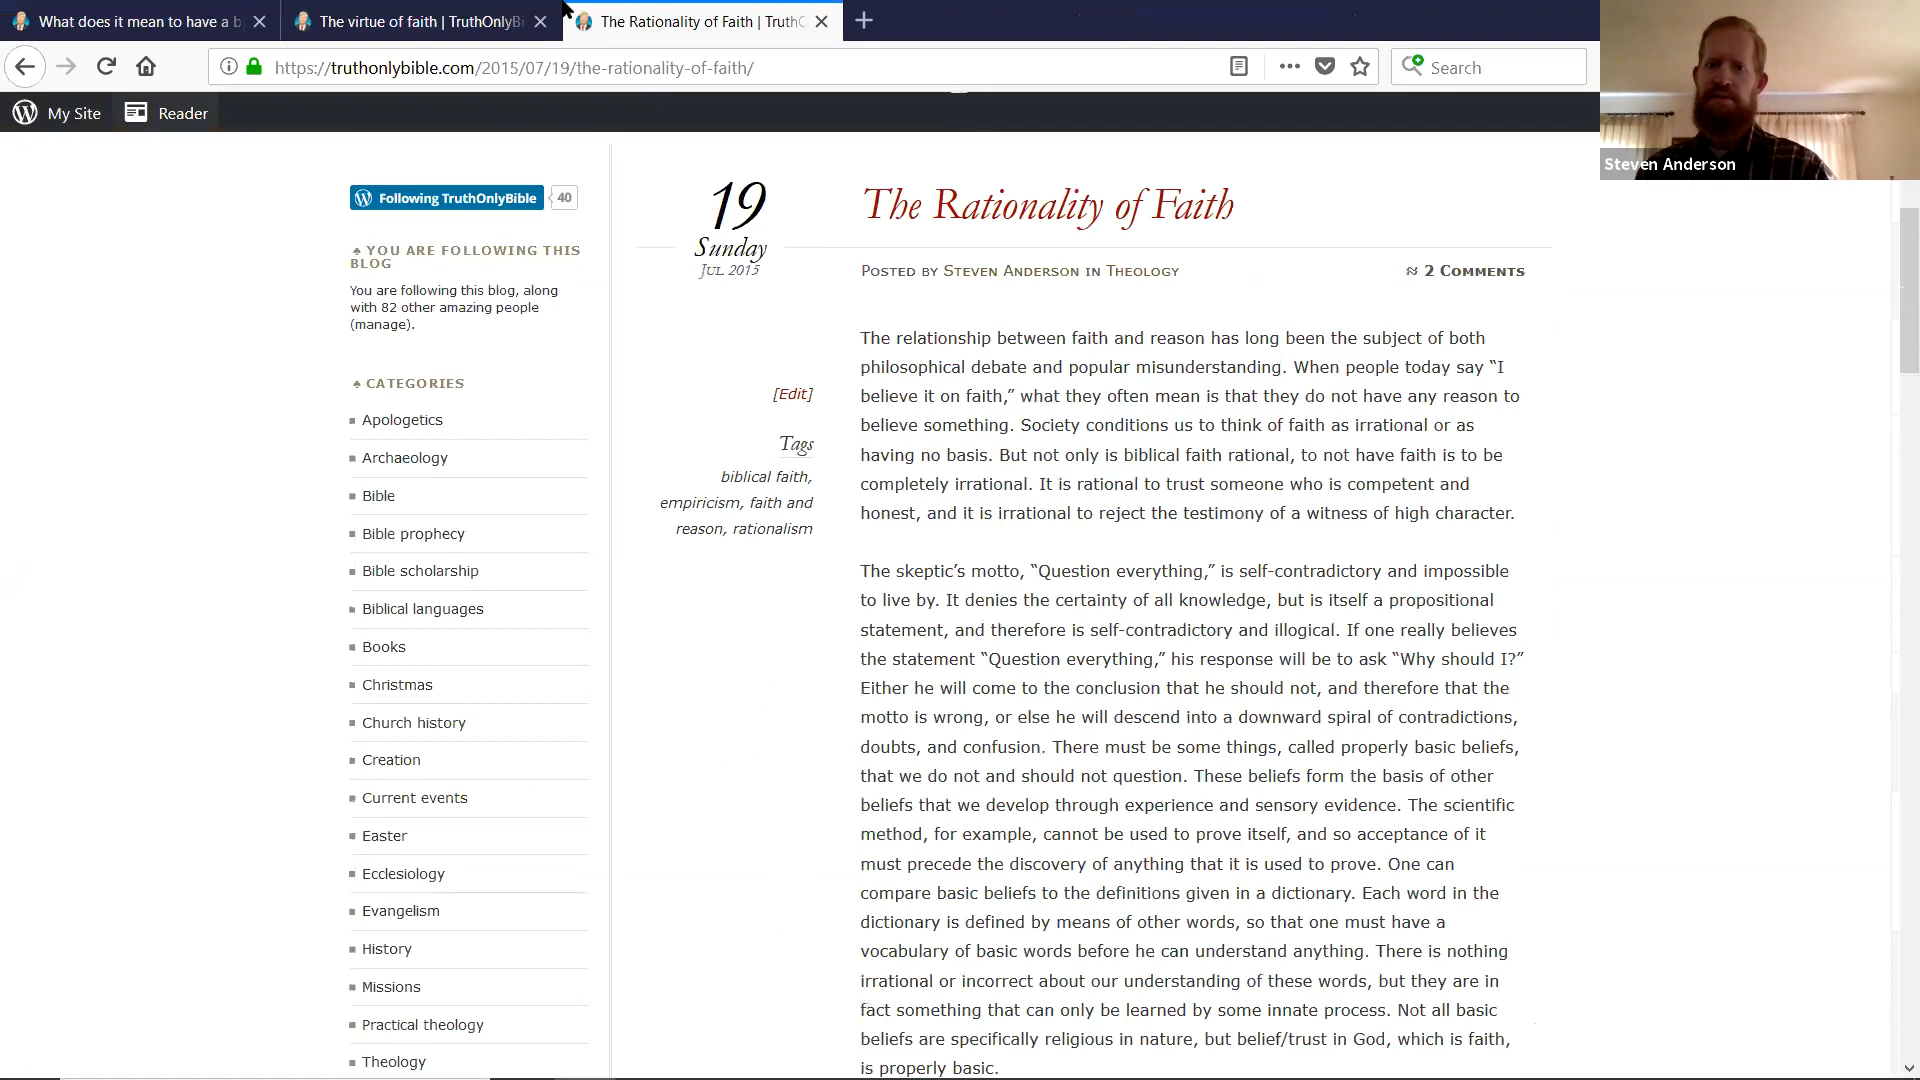 What does it mean to have a b
The virtue of faith | TruthOnlyBi
The Rationality of Faith | TruthO
https://truthonlybible.com/2015/07/19/the-rationality-of-faith/
Search
My Site
Reader
Steven Anderson
Following TruthOnlyBible
40
YOU ARE FOLLOWING THIS
BLOG
You are following this blog, along
with 82 other amazing people
(manage).
CATEGORIES
Apologetics
Archaeology
Bible
Bible prophecy
Bible scholarship
Biblical languages
Books
Christmas
Church history
Creation
Current events
Easter
Ecclesiology
Evangelism
History
Missions
Practical theology
Theology
19
Sunday
JUL 2015
[Edit]
Tags
biblical faith,
empiricism, faith and
reason, rationalism
The Rationality of Faith
POSTED BY STEVEN ANDERSON IN THEOLOGY
≈ 2 COMMENTS
The relationship between faith and reason has long been the subject of both
philosophical debate and popular misunderstanding. When people today say “I
believe it on faith,” what they often mean is that they do not have any reason to
believe something. Society conditions us to think of faith as irrational or as
having no basis. But not only is biblical faith rational, to not have faith is to be
completely irrational. It is rational to trust someone who is competent and
honest, and it is irrational to reject the testimony of a witness of high character.
The skeptic’s motto, “Question everything,” is self-contradictory and impossible
to live by. It denies the certainty of all knowledge, but is itself a propositional
statement, and therefore is self-contradictory and illogical. If one really believes
the statement “Question everything,” his response will be to ask “Why should I?”
Either he will come to the conclusion that he should not, and therefore that the
motto is wrong, or else he will descend into a downward spiral of contradictions,
doubts, and confusion. There must be some things, called properly basic beliefs,
that we do not and should not question. These beliefs form the basis of other
beliefs that we develop through experience and sensory evidence. The scientific
method, for example, cannot be used to prove itself, and so acceptance of it
must precede the discovery of anything that it is used to prove. One can
compare basic beliefs to the definitions given in a dictionary. Each word in the
dictionary is defined by means of other words, so that one must have a
vocabulary of basic words before he can understand anything. There is nothing
irrational or incorrect about our understanding of these words, but they are in
fact something that can only be learned by some innate process. Not all basic
beliefs are specifically religious in nature, but belief/trust in God, which is faith,
is properly basic.